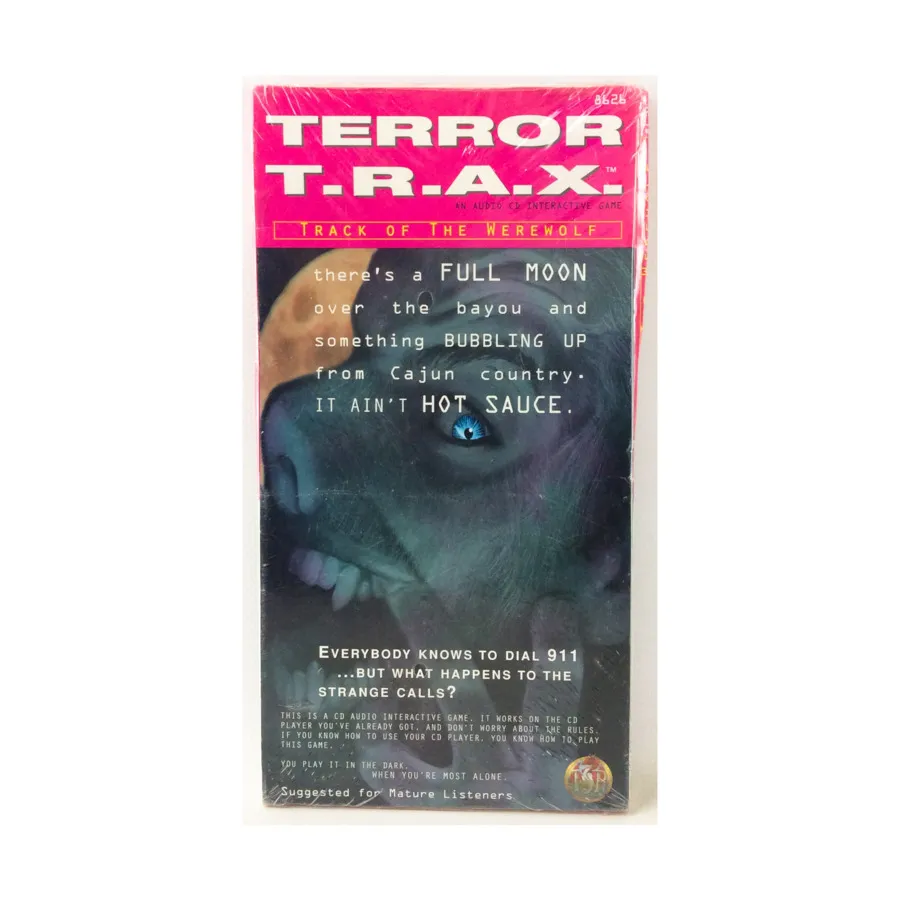 8626
TERROR
T.R.A.X.™
AN AUDIO CD INTERACTIVE GAME
TRACK OF THE WEREWOLF
there's a FULL MOON
over the bayou and
something BUBBLING UP
from Cajun country.
IT AIN'T HOT SAUCE.
EVERYBODY KNOWS TO DIAL 911
...BUT WHAT HAPPENS TO THE
STRANGE CALLS?
THIS IS A CD AUDIO INTERACTIVE GAME. IT WORKS ON THE CD
PLAYER YOU'VE ALREADY GOT. AND DON'T WORRY ABOUT THE RULES.
IF YOU KNOW HOW TO USE YOUR CD PLAYER, YOU KNOW HOW TO PLAY
THIS GAME.
YOU PLAY IT IN THE DARK.
WHEN YOU'RE MOST ALONE.
TSR
Suggested for Mature Listeners